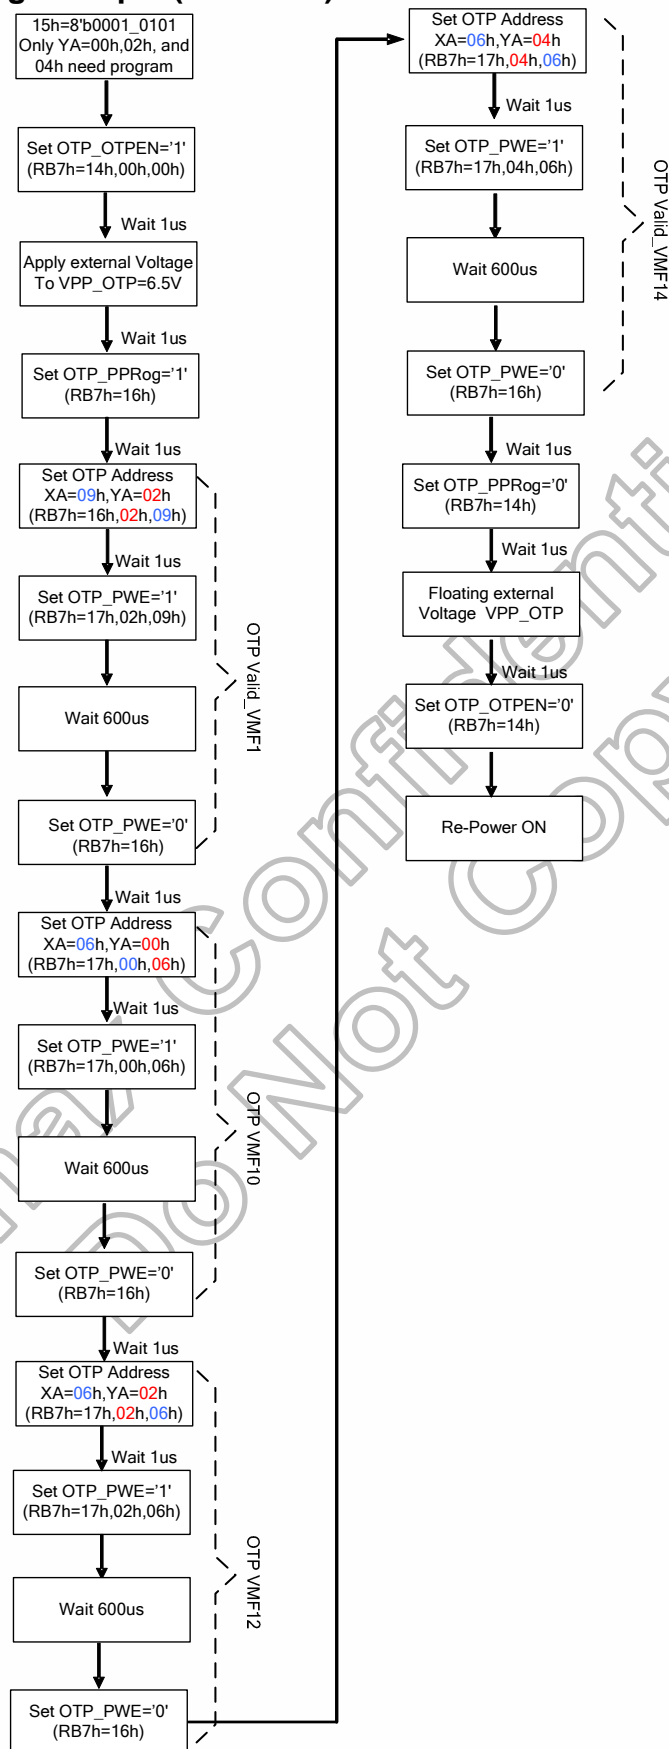 15h=8'b0001_0101
Only YA=00h,02h, and
04h need program
Set OTP_OTPEN='1'
(RB7h=14h,00h,00h)
Wait 1us
Apply external Voltage
To VPP_OTP=6.5V
Wait 1us
Set OTP_PPRog='1'
(RB7h=16h)
Wait 1us
Set OTP Address
XA=09h,YA=02h
(RB7h=16h,02h,09h)
Wait 1us
Set OTP_PWE='1'
(RB7h=17h,02h,09h)
Wait 600us
Set OTP_PWE='0'
(RB7h=16h)
OTP Valid_VMF1
Wait 1us
Set OTP Address
XA=06h,YA=00h
(RB7h=17h,00h,06h)
Wait 1us
Set OTP_PWE='1'
(RB7h=17h,00h,06h)
Wait 600us
Set OTP_PWE='0'
(RB7h=16h)
OTP VMF10
Wait 1us
Set OTP Address
XA=06h,YA=02h
(RB7h=17h,02h,06h)
Wait 1us
Set OTP_PWE='1'
(RB7h=17h,02h,06h)
Wait 600us
Set OTP_PWE='0'
(RB7h=16h)
OTP VMF12
Set OTP Address
XA=06h,YA=04h
(RB7h=17h,04h,06h)
Wait 1us
Set OTP_PWE='1'
(RB7h=17h,04h,06h)
Wait 600us
Set OTP_PWE='0'
(RB7h=16h)
OTP Valid_VMF14
Wait 1us
Set OTP_PPRog='0'
(RB7h=14h)
Wait 1us
Floating external
Voltage VPP_OTP
Wait 1us
Set OTP_OTPEN='0'
(RB7h=14h)
Re-Power ON
Do Not